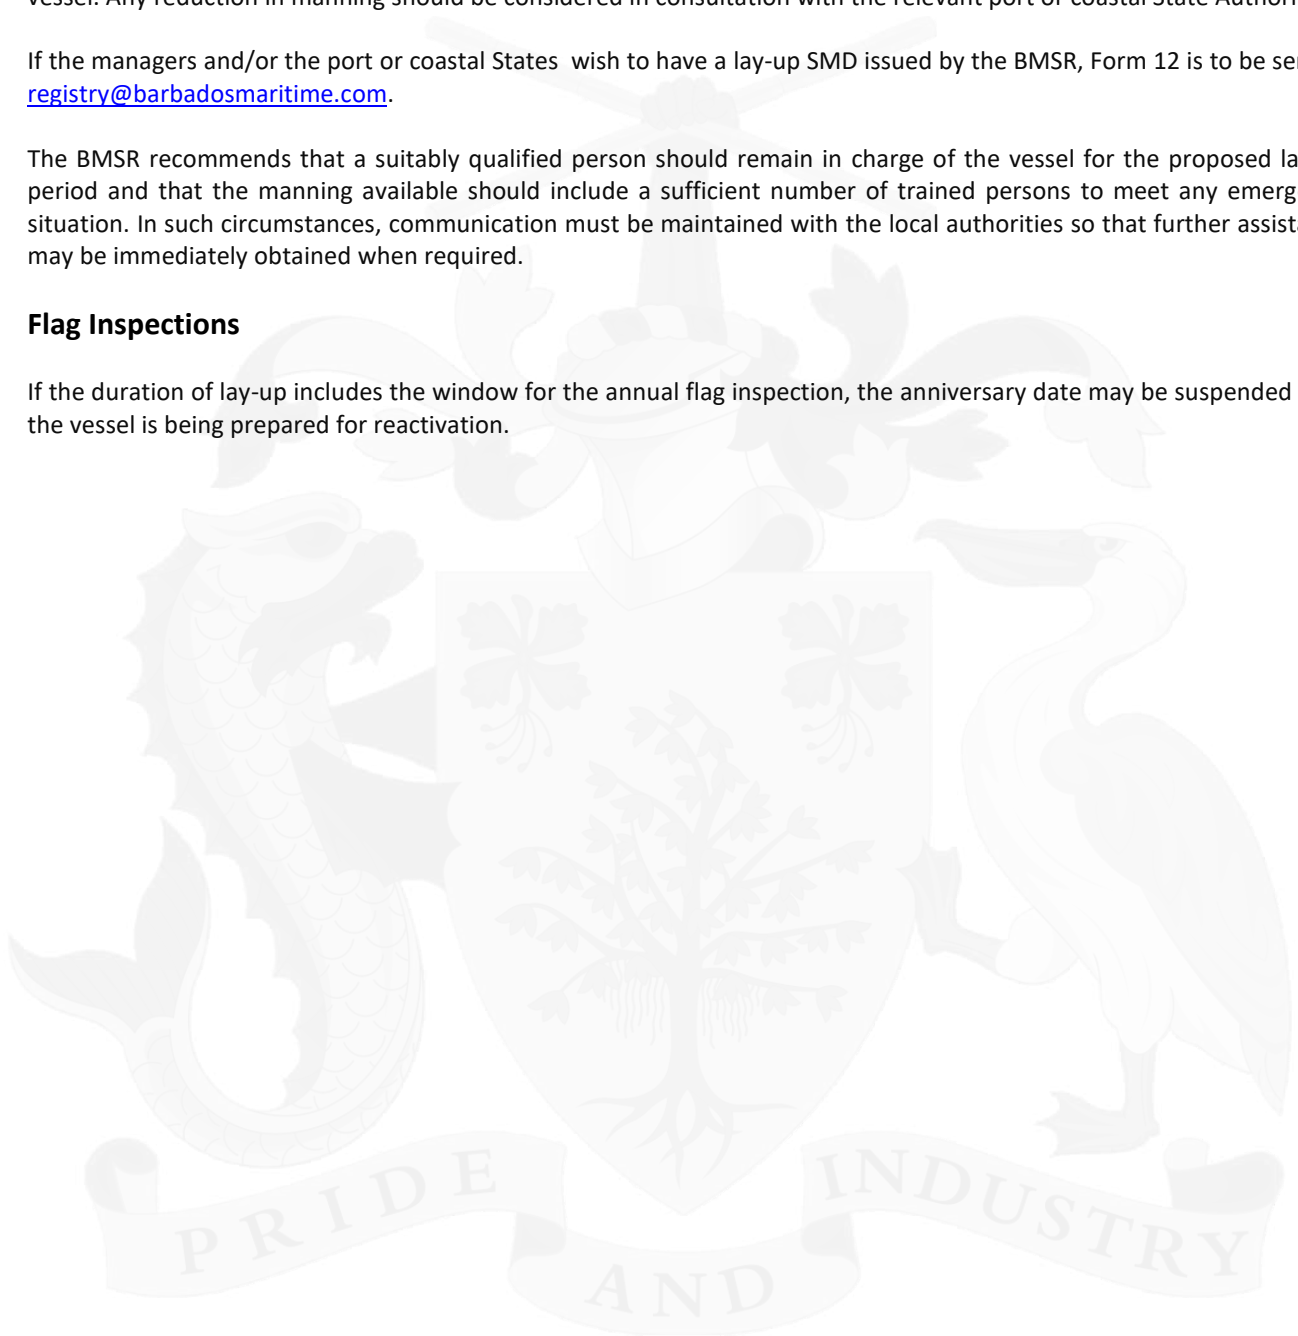 vessel. Any reduction in manning should be considered in consultation with the relevant port or coastal State
If the managers and/or the port or coastal States wish to have a lay-up SMD issued by the BMSR, Form 12 is to be
registry@barbadosmaritime.com.
The BMSR recommends that a suitably qualified person should remain in charge of the vessel for the proposed
period and that the manning available should include a sufficient number of trained persons to meet any
situation. In such circumstances, communication must be maintained with the local authorities so that further
may be immediately obtained when required.
Flag Inspections
If the duration of lay-up includes the window for the annual flag inspection, the anniversary date may be suspended
the vessel is being prepared for reactivation.
PRIDE AND INDUSTRY